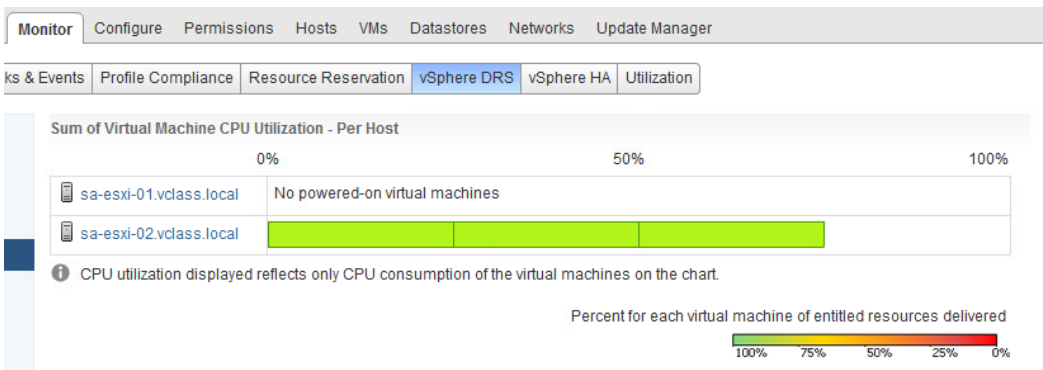 Monitor Configure Permissions Hosts VMs Datastores Networks Update Manager
ks & Events Profile Compliance Resource Reservation vSphere DRS vSphere HA Utilization
Sum of Virtual Machine CPU Utilization - Per Host
0% 50% 100%
sa-esxi-01.vclass.local No powered-on virtual machines
sa-esxi-02.vclass.local
CPU utilization displayed reflects only CPU consumption of the virtual machines on the chart.
Percent for each virtual machine of entitled resources delivered
100% 75% 50% 25% 0%